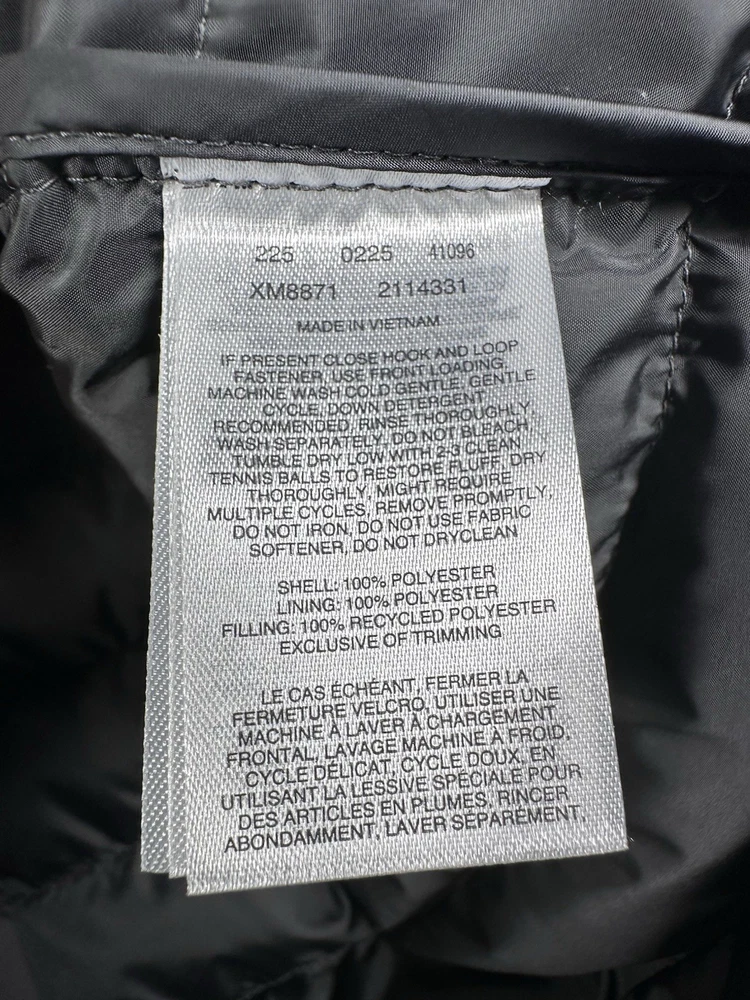 225 0225 41096
XM8871 2114331
MADE IN VIETNAM
IF PRESENT CLOSE HOOK AND LOOP
FASTENER, USE FRONT LOADING
MACHINE WASH COLD GENTLE, GENTLE
CYCLE, DOWN DETERGENT
RECOMMENDED, RINSE THOROUGHLY,
WASH SEPARATELY, DO NOT BLEACH,
TUMBLE DRY LOW WITH 2-3 CLEAN
TENNIS BALLS TO RESTORE FLUFF, DRY
THOROUGHLY, MIGHT REQUIRE
MULTIPLE CYCLES, REMOVE PROMPTLY,
DO NOT IRON, DO NOT USE FABRIC
SOFTENER, DO NOT DRYCLEAN
SHELL: 100% POLYESTER
LINING: 100% POLYESTER
FILLING: 100% RECYCLED POLYESTER
EXCLUSIVE OF TRIMMING
LE CAS ÉCHÉANT, FERMER LA
FERMETURE VELCRO, UTILISER UNE
MACHINE À LAVER À CHARGEMENT
FRONTAL, LAVAGE MACHINE A FROID,
CYCLE DÉLICAT, CYCLE DOUX, EN
UTILISANT LA LESSIVE SPECIALE POUR
DES ARTICLES EN PLUMES, RINCER
ABONDAMMENT, LAVER SEPAREMENT,